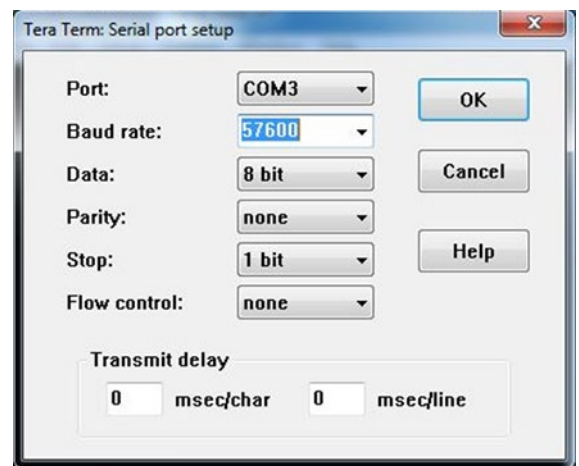 Tera Term: Serial port setup
Port: COM3 OK
Baud rate: 57600
Data: 8 bit Cancel
Parity: none
Stop: 1 bit Help
Flow control: none
Transmit delay
0 msec/char 0 msec/line